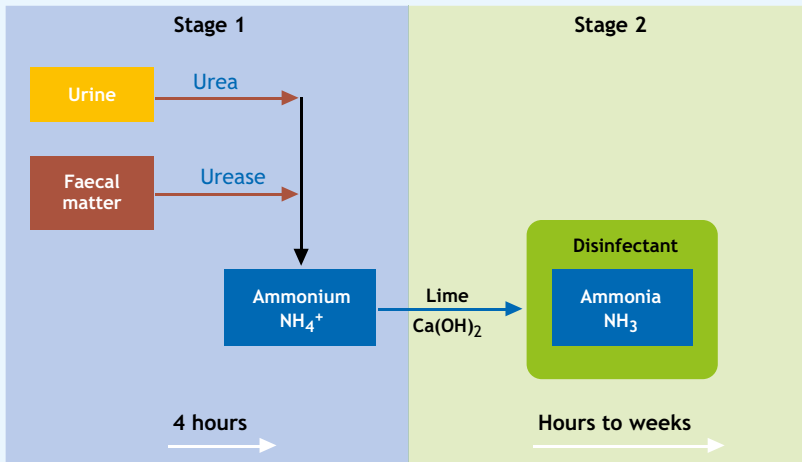 Stage 1
Stage 2
Urine
Urea
Faecal
matter
Urease
Ammonium
NH₄⁺
Lime
Ca(OH)₂
Disinfectant
Ammonia
NH₃
4 hours
Hours to weeks